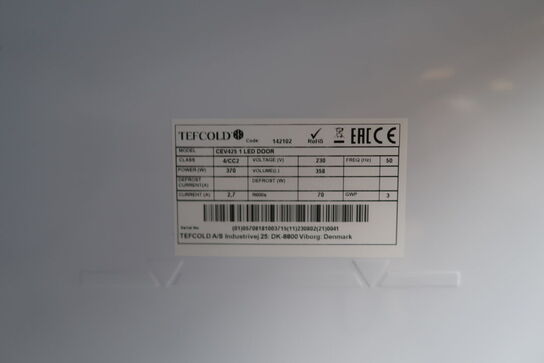 TEFCOLD Code: 142102 RoHS EAC CE
MODEL CEV425 1 LED DOOR
CLASS 4/CC2 VOLTAGE (V) 230 FREQ (Hz) 50
POWER (W) 370 VOLUME(L) 358
DEFROST CURRENT(A) DEFROST (W)
CURRENT (A) 2,7 R600a 70 GWP 3
Serial No. (01)05708181003715(11)230802(21)0041
TEFCOLD A/S Industrivej 25: DK-8800 Viborg: Denmark